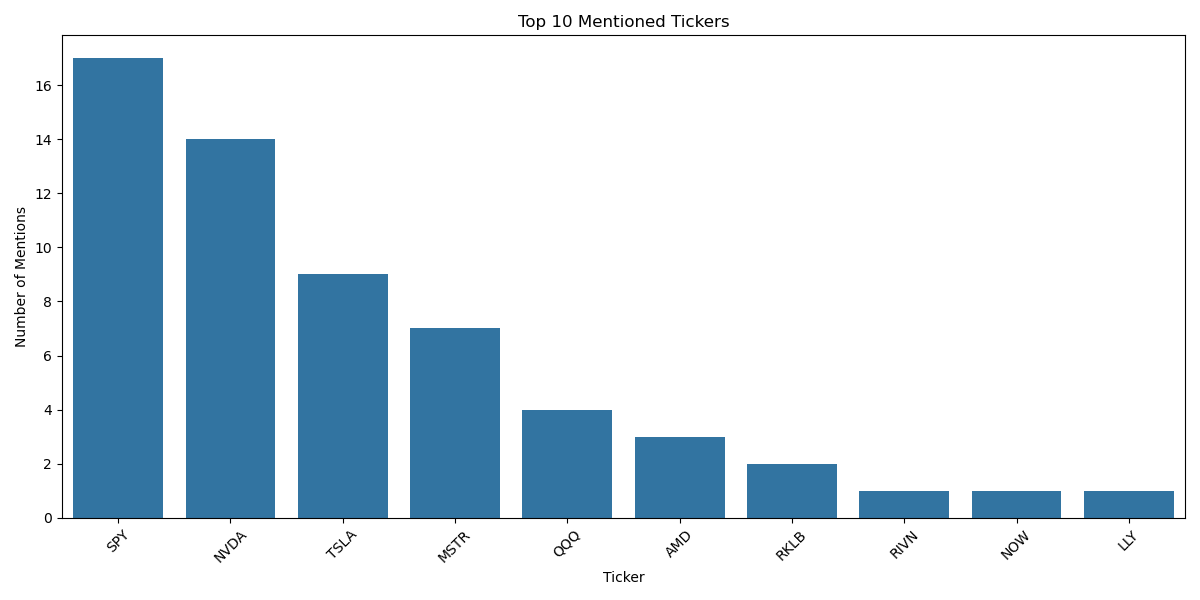 Top 10 Mentioned Tickers
Number of Mentions
16
14
12
10
8
6
4
2
0
SPY
NVDA
TSLA
MSTR
QQQ
AMD
RKLB
RIVN
NOW
LLY
Ticker